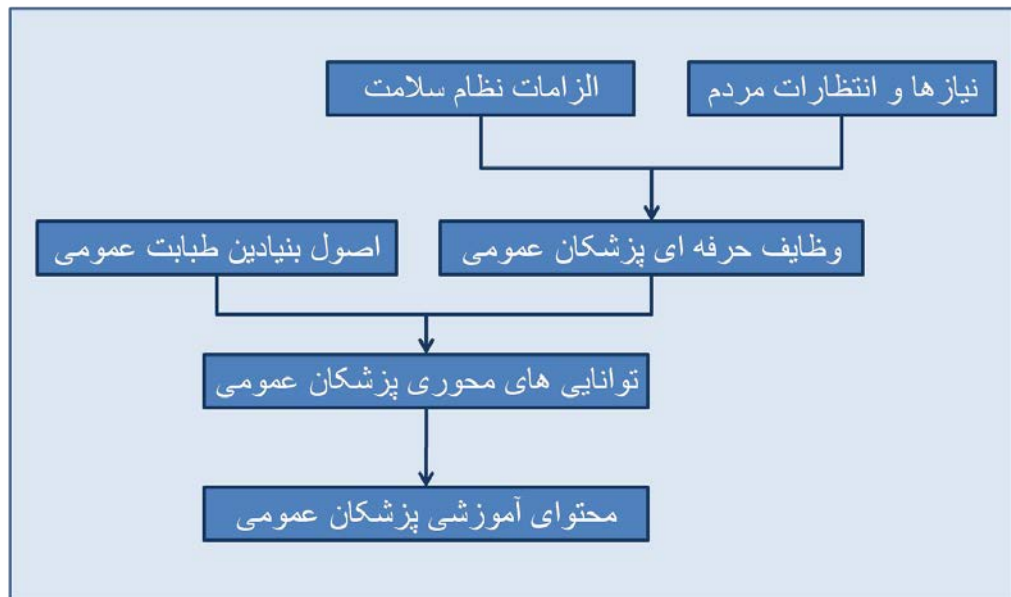 نیازها و انتظارات مردم
الزامات نظام سلامت
وظایف حرفه ای پزشکان عمومی
اصول بنیادین طبابت عمومی
توانایی های محوری پزشکان عمومی
محتوای آموزشی پزشکان عمومی